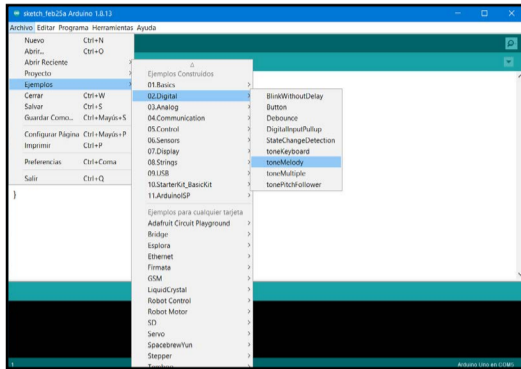 sketch_feb25a Arduino 1.8.13
Archivo Editar Programa Herramientas Ayuda
Nuevo Ctrl+N
Abrir... Ctrl+O
Abrir Reciente
Proyecto
Ejemplos
Cerrar Ctrl+W
Salvar Ctrl+S
Guardar Como... Ctrl+Mayús+S
Configurar Página Ctrl+Mayús+P
Imprimir Ctrl+P
Preferencias Ctrl+Coma
Salir Ctrl+Q
}
Ejemplos Construidos
01.Basics
02.Digital
03.Analog
04.Communication
05.Control
06.Sensors
07.Display
08.Strings
09.USB
10.StarterKit_BasicKit
11.ArduinoISP
Ejemplos para cualquier tarjeta
Adafruit Circuit Playground
Bridge
Esplora
Ethernet
Firmata
GSM
LiquidCrystal
Robot Control
Robot Motor
SD
Servo
SpacebrewYun
Stepper
BlinkWithoutDelay
Button
Debounce
DigitalInputPullup
StateChangeDetection
toneKeyboard
toneMelody
toneMultiple
tonePitchFollower
1
Arduino Uno en COM5